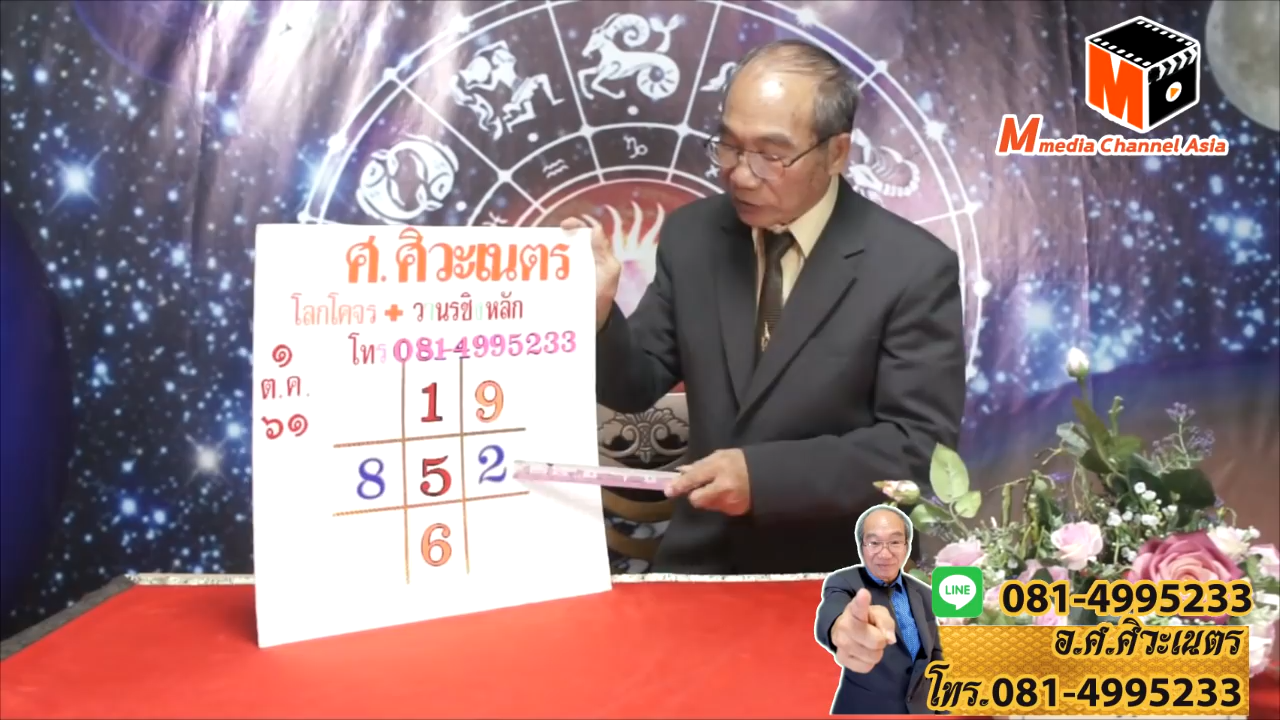 M
M media Channel Asia
ศ. ศิวะเนตร
โลกโคจร + วานรชิงหลัก
โทร 081-4995233
๑
ต.ค.
๖๑
1 9
8 5 2
6
LINE 081-4995233
อ.ศ.ศิวะเนตร
โทร.081-4995233